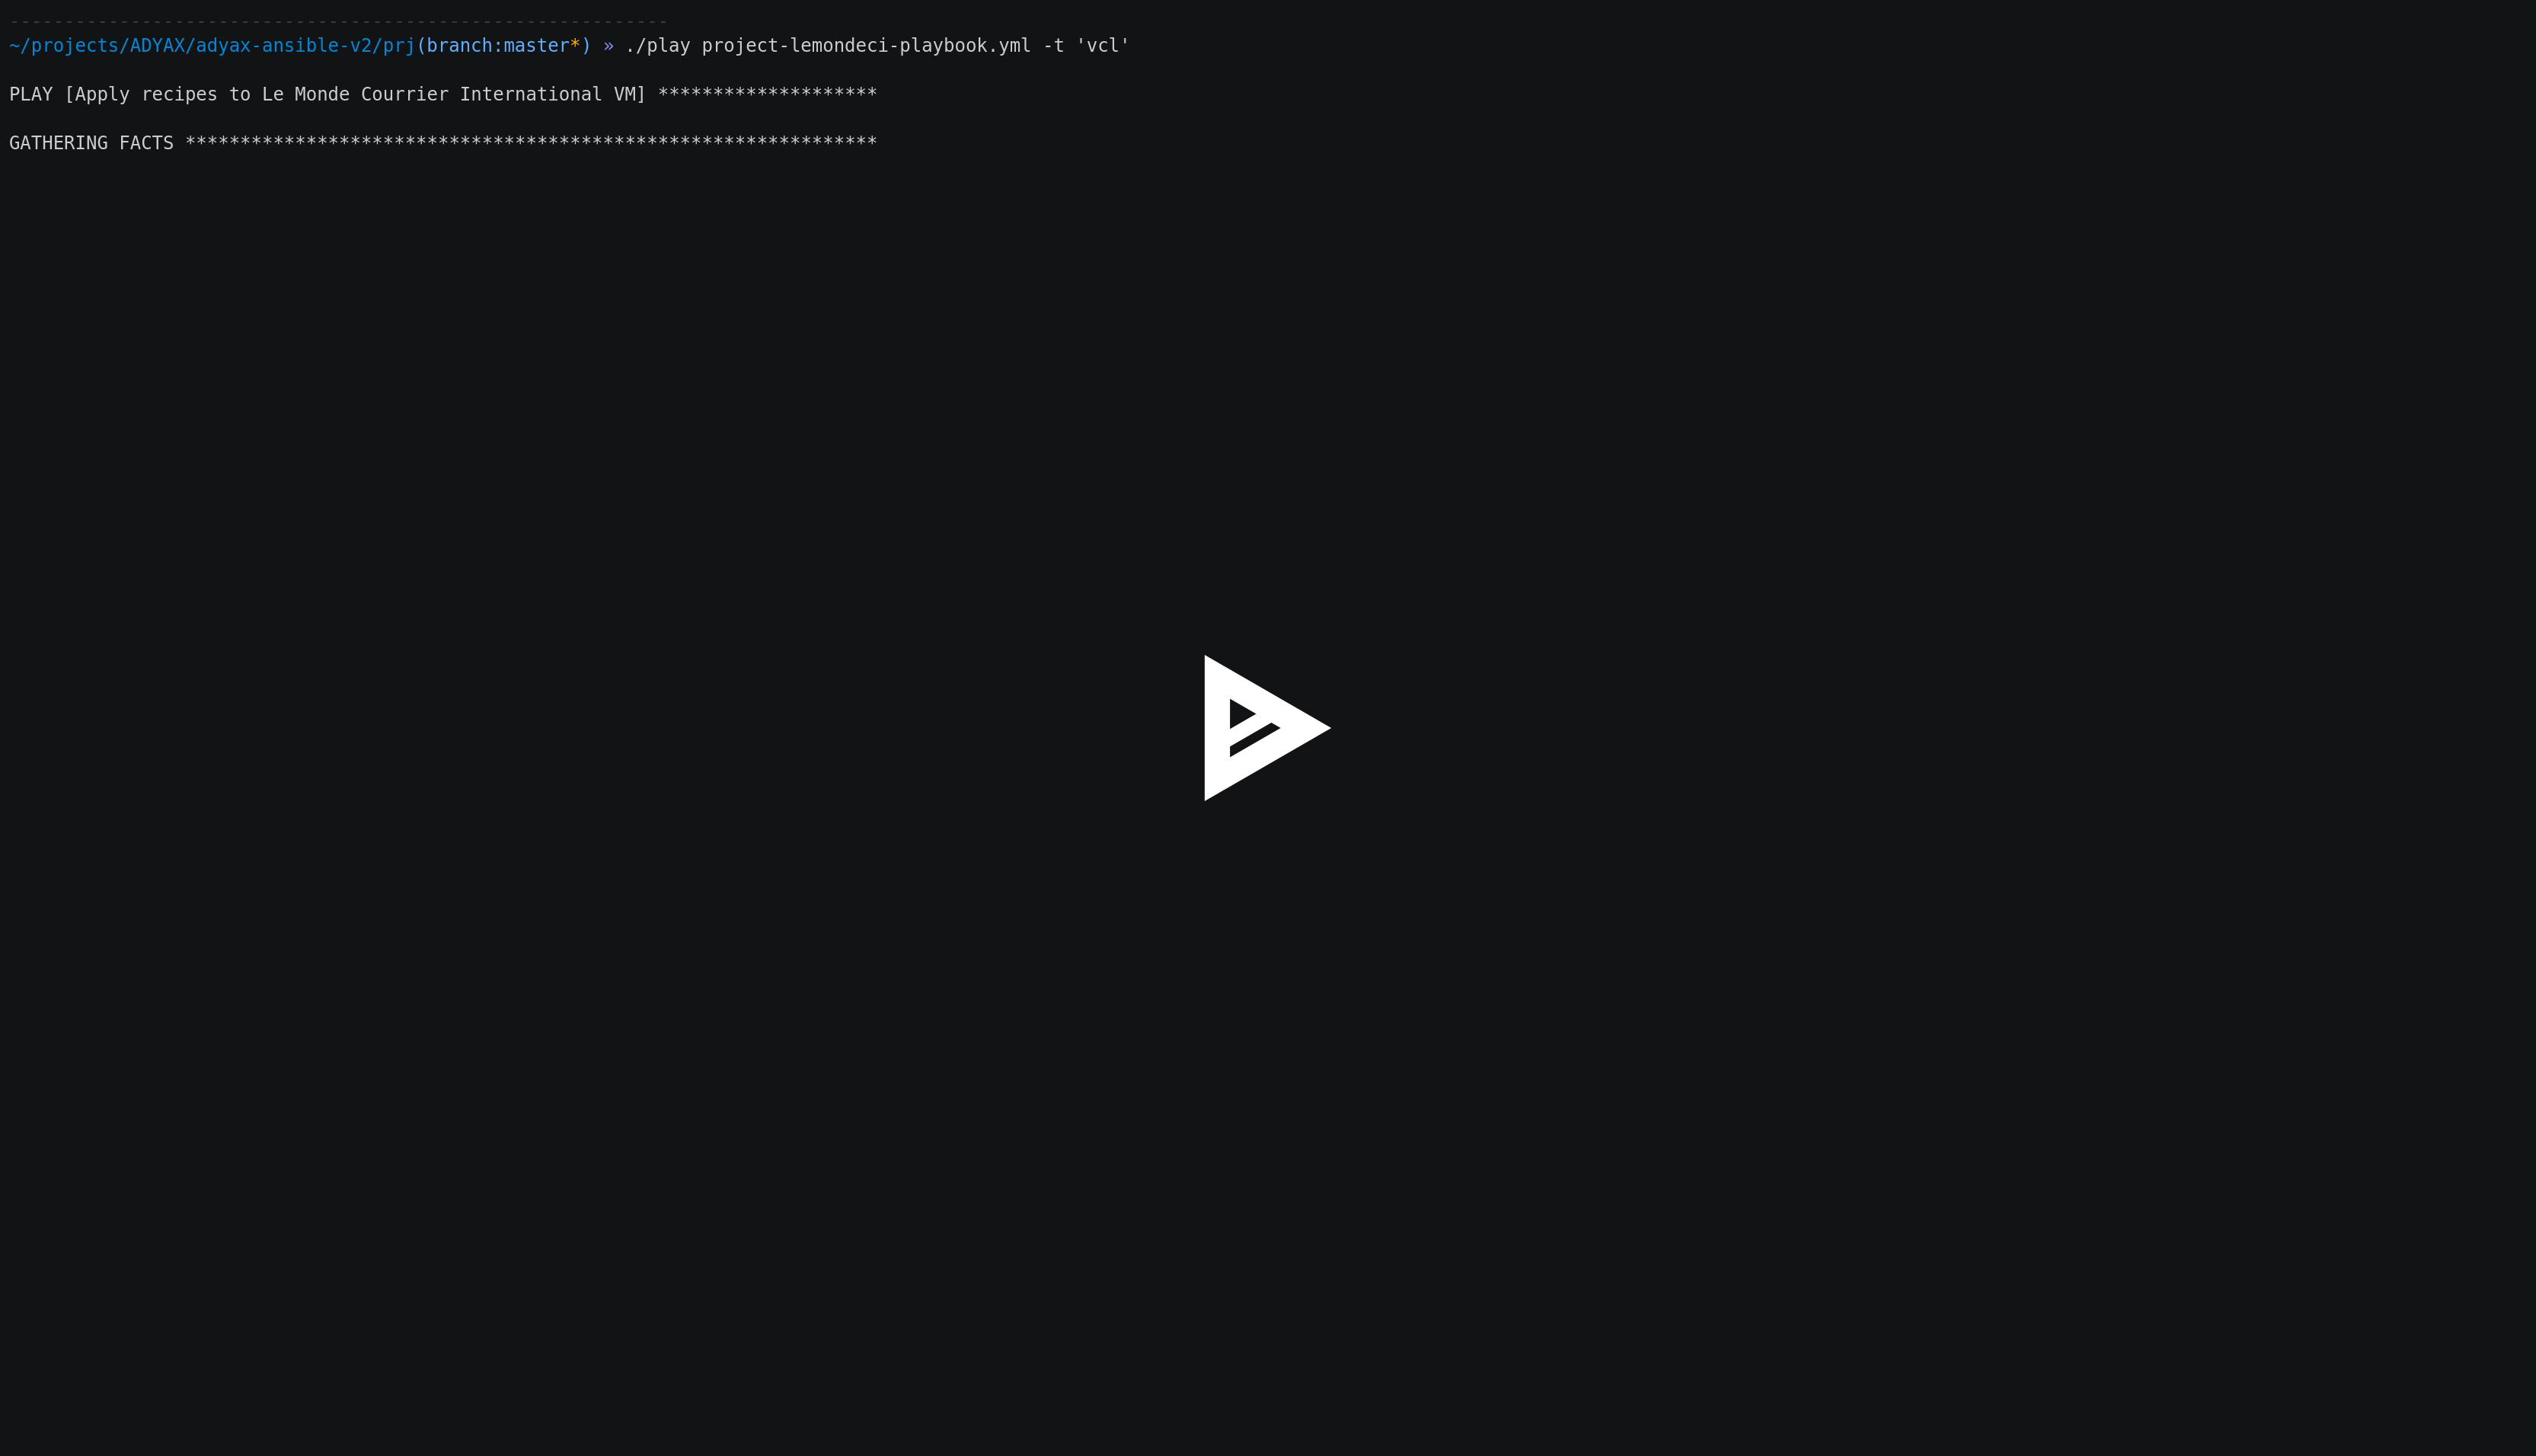 ------------------------------------------------------------
~/projects/ADYAX/adyax-ansible-v2/prj(branch:master*) » ./play project-lemondeci-playbook.yml -t 'vcl'
PLAY [Apply recipes to Le Monde Courrier International VM] ********************
GATHERING FACTS ***************************************************************